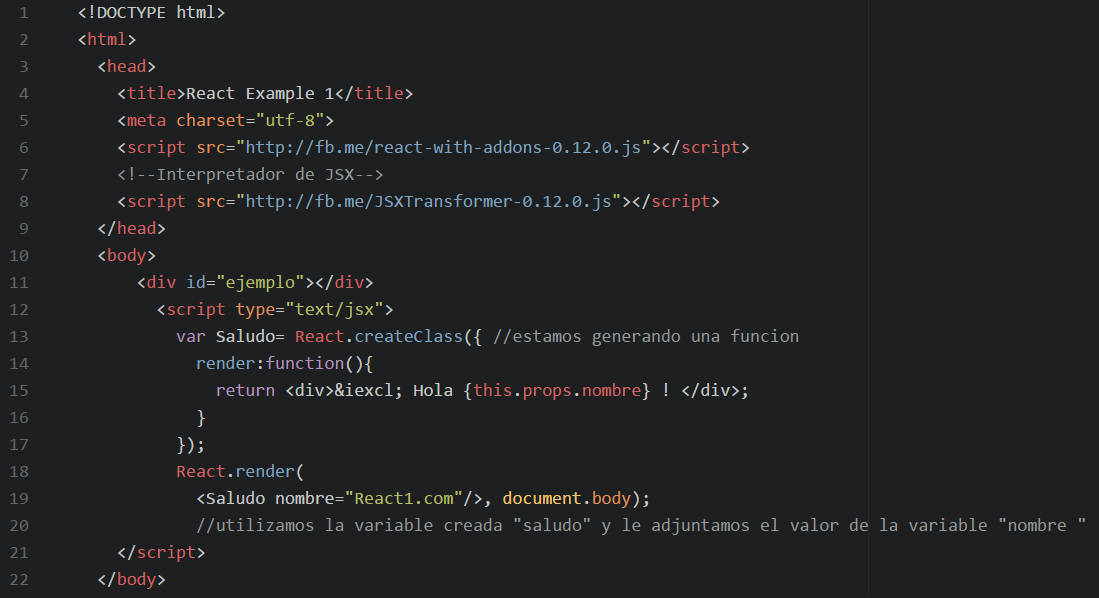 1 <!DOCTYPE html>
2 <html>
3 <head>
4 <title>React Example 1</title>
5 <meta charset="utf-8">
6 <script src="http://fb.me/react-with-addons-0.12.0.js"></script>
7 <!--Interpretador de JSX-->
8 <script src="http://fb.me/JSXTransformer-0.12.0.js"></script>
9 </head>
10 <body>
11 <div id="ejemplo"></div>
12 <script type="text/jsx">
13 var Saludo= React.createClass({ //estamos generando una funcion
14 render:function(){
15 return <div>&iexcl; Hola {this.props.nombre} ! </div>;
16 }
17 });
18 React.render(
19 <Saludo nombre="React1.com"/>, document.body);
20 //utilizamos la variable creada "saludo" y le adjuntamos el valor de la variable "nombre "
21 </script>
22 </body>